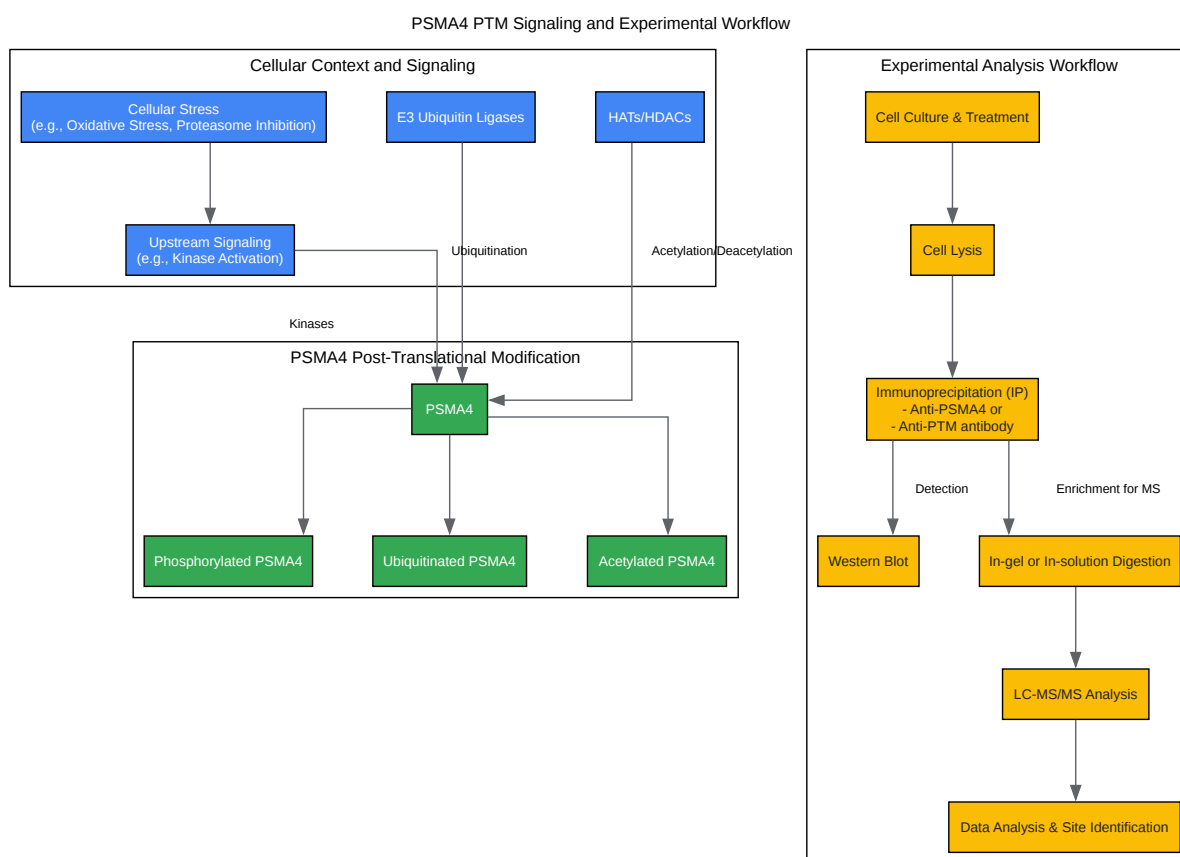 PSMA4 PTM Signaling and Experimental Workflow
Cellular Context and Signaling
Cellular Stress
(e.g., Oxidative Stress, Proteasome Inhibition)
E3 Ubiquitin Ligases
HATs/HDACs
Upstream Signaling
(e.g., Kinase Activation)
Ubiquitination
Acetylation/Deacetylation
Kinases
PSMA4 Post-Translational Modification
PSMA4
Phosphorylated PSMA4
Ubiquitinated PSMA4
Acetylated PSMA4
Experimental Analysis Workflow
Cell Culture & Treatment
Cell Lysis
Immunoprecipitation (IP)
- Anti-PSMA4 or
- Anti-PTM antibody
Detection
Enrichment for MS
Western Blot
In-gel or In-solution Digestion
LC-MS/MS Analysis
Data Analysis & Site Identification